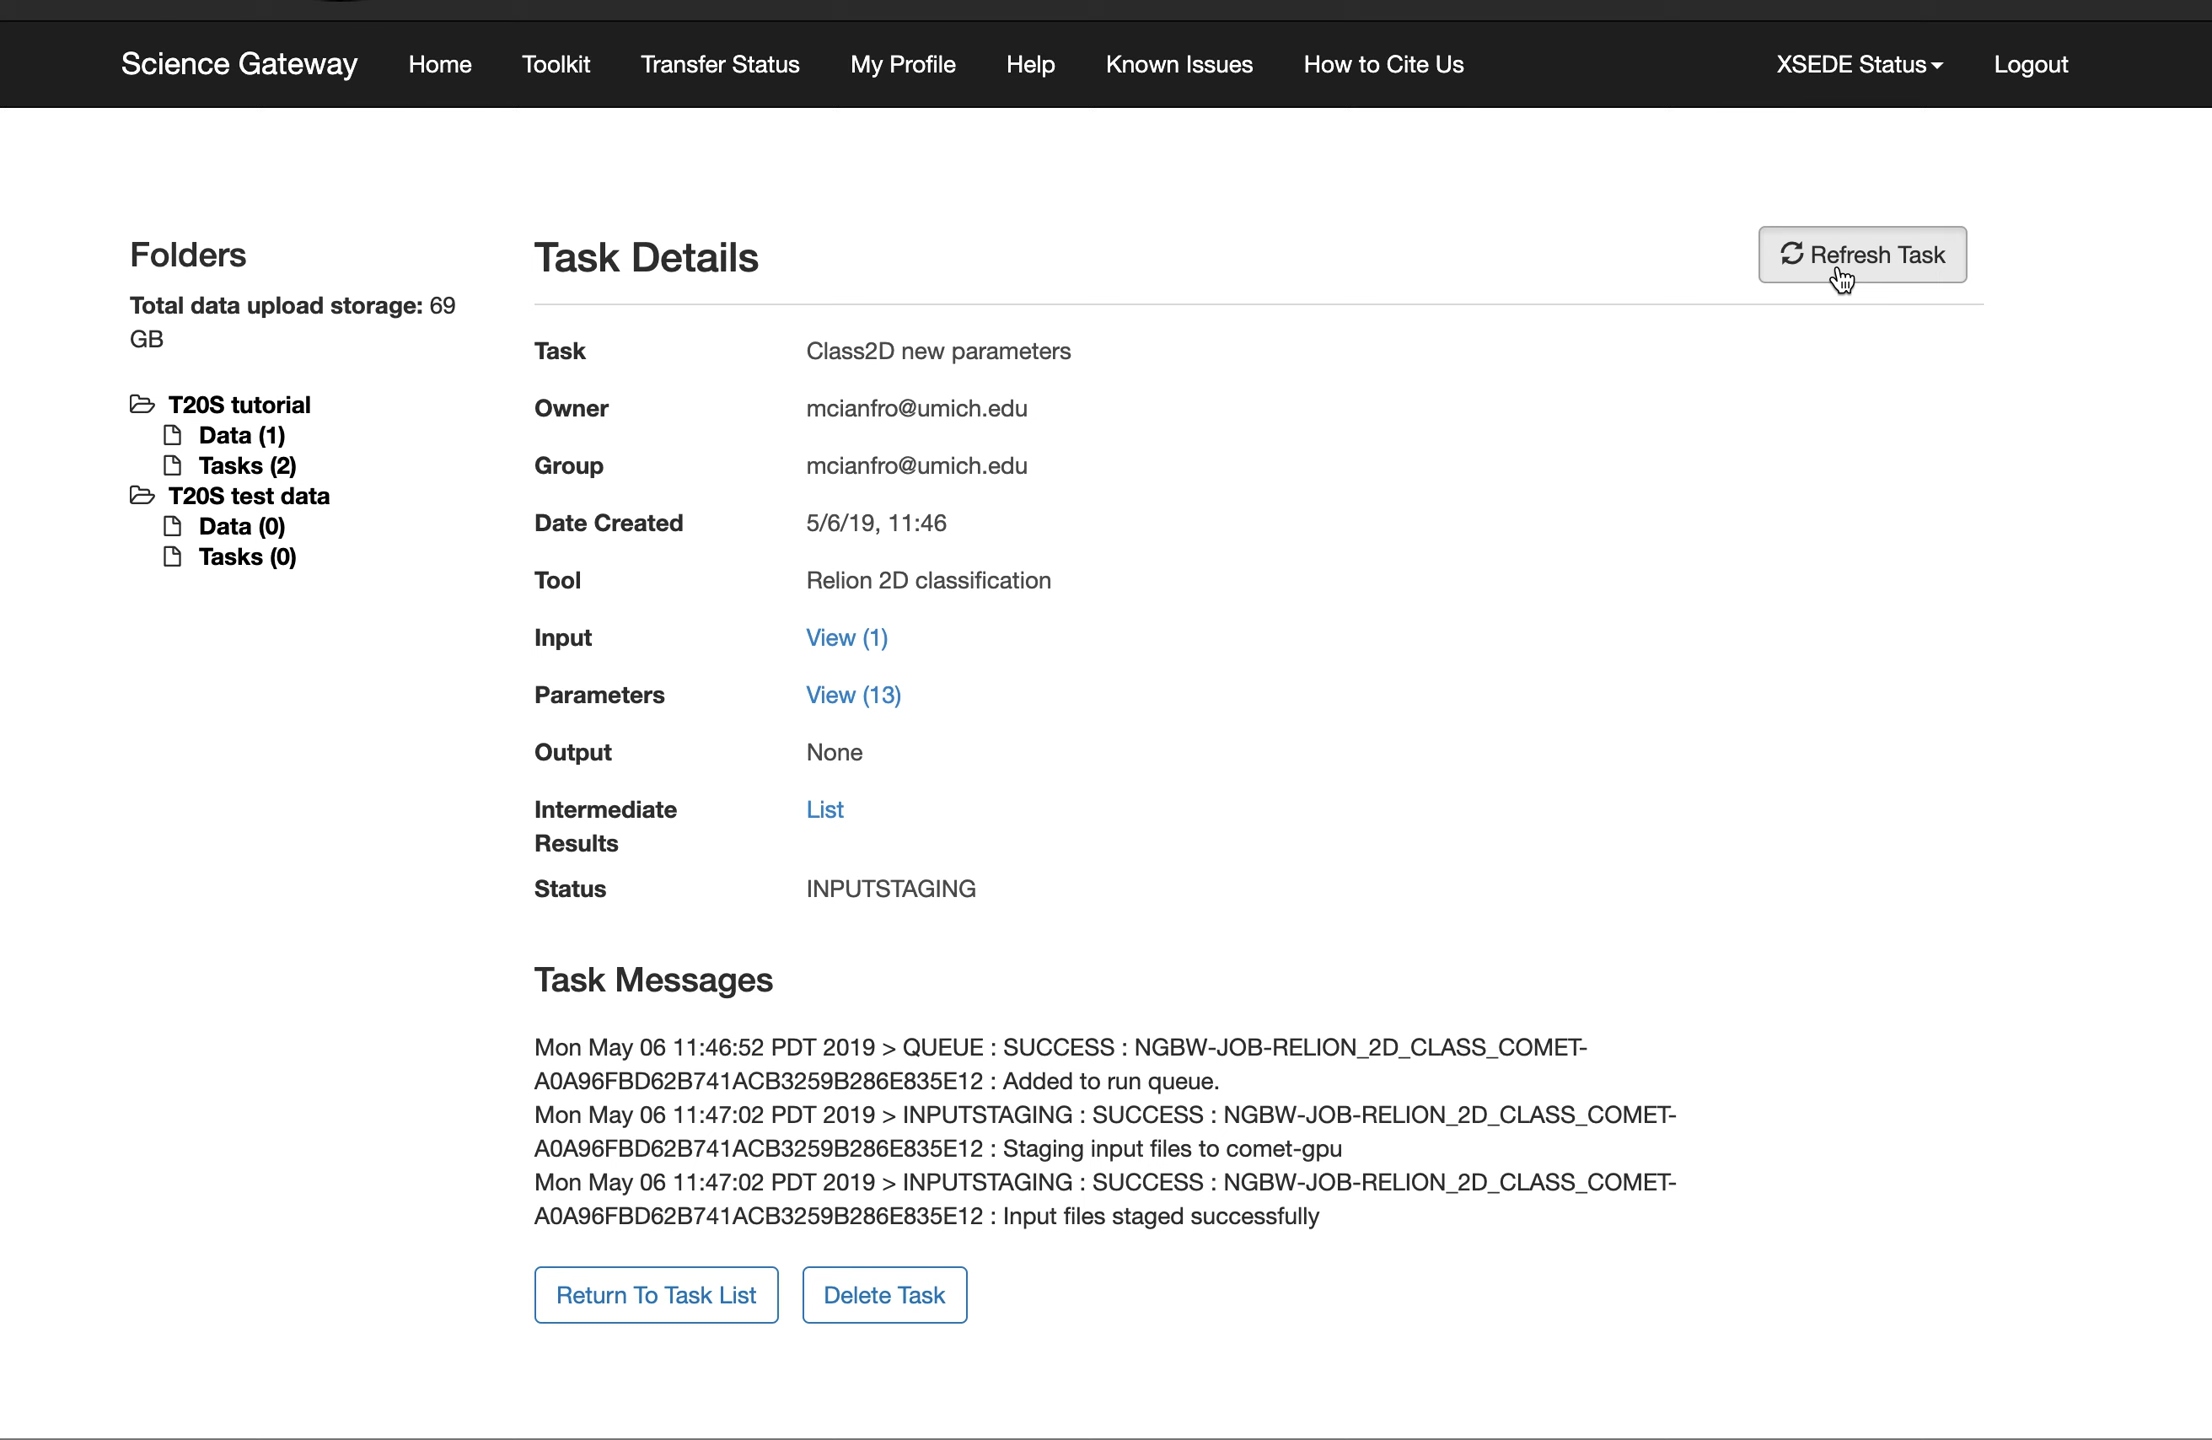 Science Gateway Home Toolkit Transfer Status My Profile Help Known Issues How to Cite Us XSEDE Status Logout
Folders
Total data upload storage: 69
GB
T20S tutorial
Data (1)
Tasks (2)
T20S test data
Data (0)
Tasks (0)
Task Details
Refresh Task
Task Class2D new parameters
Owner mcianfro@umich.edu
Group mcianfro@umich.edu
Date Created 5/6/19, 11:46
Tool Relion 2D classification
Input View (1)
Parameters View (13)
Output None
Intermediate List
Results
Status INPUTSTAGING
Task Messages
Mon May 06 11:46:52 PDT 2019 > QUEUE : SUCCESS : NGBW-JOB-RELION_2D_CLASS_COMET-
A0A96FBD62B741ACB3259B286E835E12 : Added to run queue.
Mon May 06 11:47:02 PDT 2019 > INPUTSTAGING : SUCCESS : NGBW-JOB-RELION_2D_CLASS_COMET-
A0A96FBD62B741ACB3259B286E835E12 : Staging input files to comet-gpu
Mon May 06 11:47:02 PDT 2019 > INPUTSTAGING : SUCCESS : NGBW-JOB-RELION_2D_CLASS_COMET-
A0A96FBD62B741ACB3259B286E835E12 : Input files staged successfully
Return To Task List Delete Task